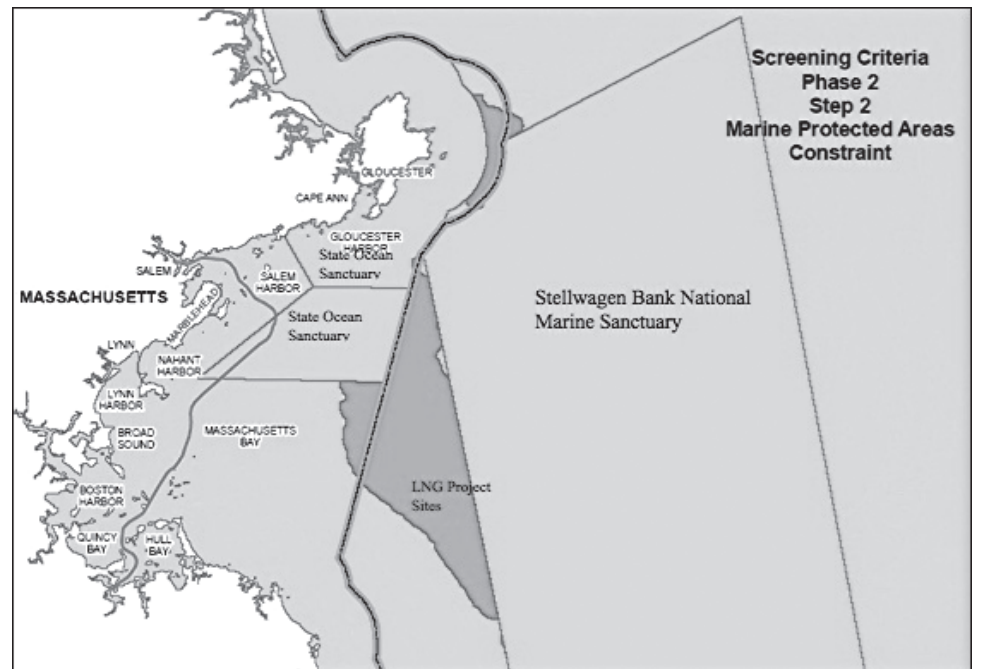 Screening Criteria
Phase 2
Step 2
Marine Protected Areas
Constraint
GLOUCESTER
CAPE ANN
GLOUCESTER
HARBOR
State Ocean
Sanctuary
SALEM
SALEM
HARBOR
MASSACHUSETTS
MARBLEHEAD
State Ocean
Sanctuary
Stellwagen Bank National
Marine Sanctuary
LYNN
NAHANT
HARBOR
LYNN
HARBOR
BROAD
SOUND
MASSACHUSETTS
BAY
LNG Project
Sites
BOSTON
HARBOR
QUINCY
BAY
HULL
BAY